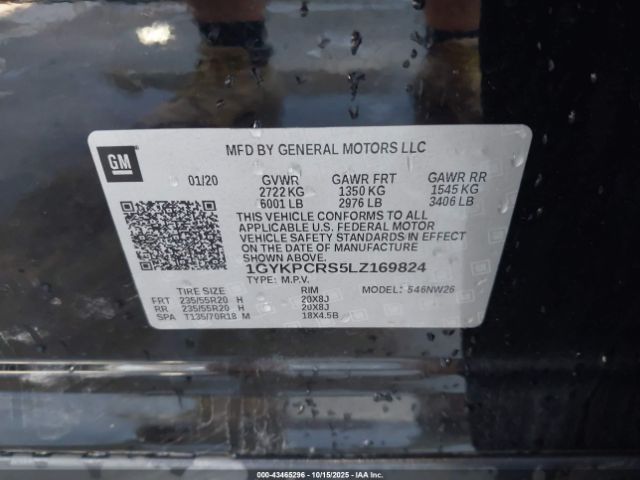 GM
MFD BY GENERAL MOTORS LLC
01/20 GVWR GAWR FRT GAWR RR
2722 KG 1350 KG 1545 KG
6001 LB 2976 LB 3406 LB
THIS VEHICLE CONFORMS TO ALL
APPLICABLE U.S. FEDERAL MOTOR
VEHICLE SAFETY STANDARDS IN EFFECT
ON THE DATE OF MANUFACTURE
SHOWN ABOVE.
1GYKPCRS5LZ169824
TYPE: M.P.V. MODEL: 546NW26
TIRE SIZE RIM
FRT 235/55R20 H 20X8J
RR 235/55R20 H 20X8J
SPA T135/70R18 M 18X4.5B
000-43465296 - 10/15/2025 - IAAI.COM